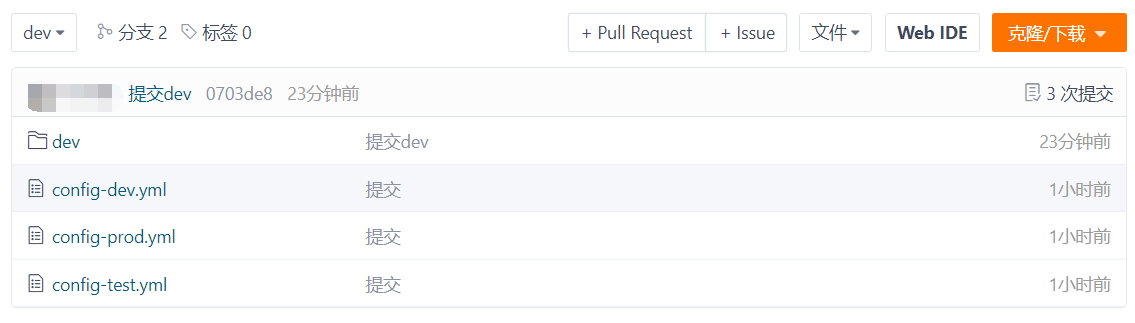 dev 分支 2 标签 0 + Pull Request + Issue 文件 Web IDE 克隆/下载
提交dev 0703de8 23分钟前 3 次提交
dev 提交dev 23分钟前
config-dev.yml 提交 1小时前
config-prod.yml 提交 1小时前
config-test.yml 提交 1小时前